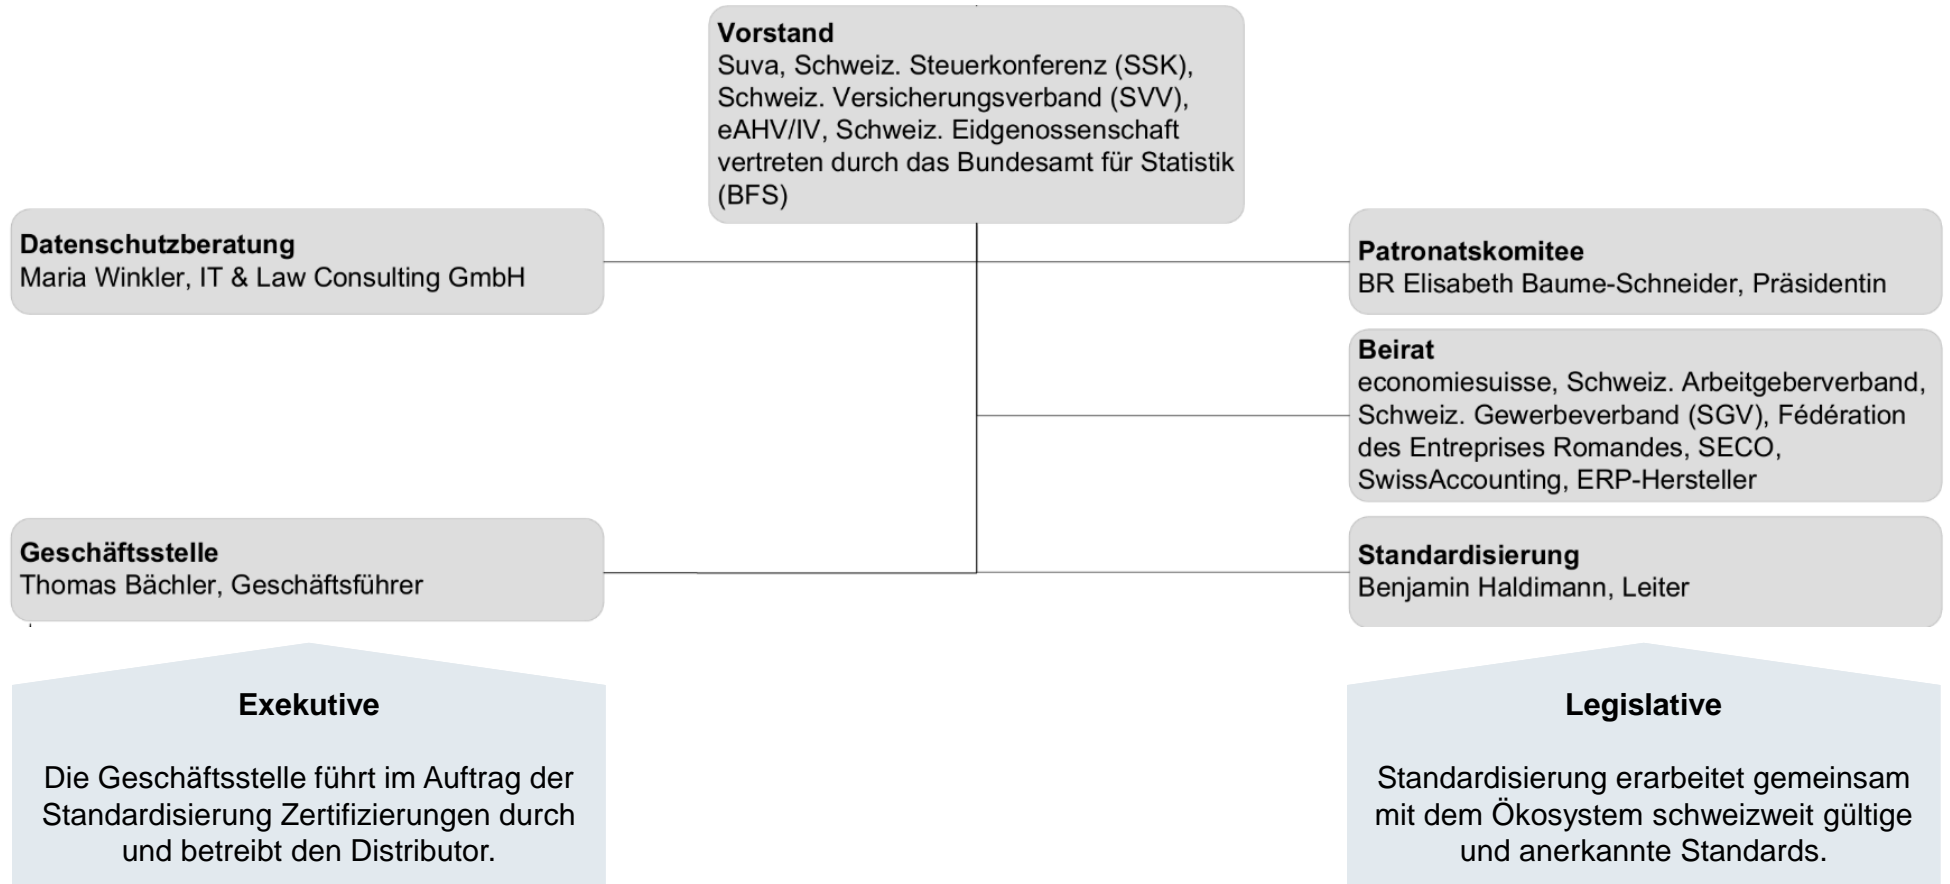 Vorstand
Suva, Schweiz. Steuerkonferenz (SSK),
Schweiz. Versicherungsverband (SVV),
eAHV/IV, Schweiz. Eidgenossenschaft
vertreten durch das Bundesamt für Statistik
(BFS)
Datenschutzberatung
Maria Winkler, IT & Law Consulting GmbH
Patronatskomitee
BR Elisabeth Baume-Schneider, Präsidentin
Beirat
economiesuisse, Schweiz. Arbeitgeberverband,
Schweiz. Gewerbeverband (SGV), Fédération
des Entreprises Romandes, SECO,
SwissAccounting, ERP-Hersteller
Geschäftsstelle
Thomas Bächler, Geschäftsführer
Standardisierung
Benjamin Haldimann, Leiter
Exekutive
Die Geschäftsstelle führt im Auftrag der
Standardisierung Zertifizierungen durch
und betreibt den Distributor.
Legislative
Standardisierung erarbeitet gemeinsam
mit dem Ökosystem schweizweit gültige
und anerkannte Standards.